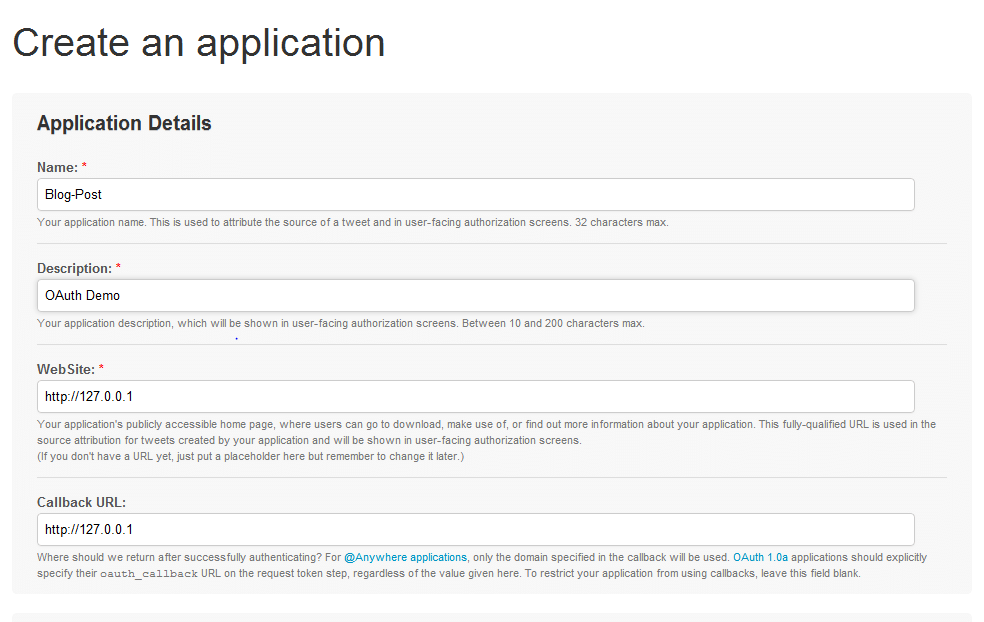 Create an application
Application Details
Name: *
Blog-Post
Your application name. This is used to attribute the source of a tweet and in user-facing authorization screens. 32 characters max.
Description: *
OAuth Demo
Your application description, which will be shown in user-facing authorization screens. Between 10 and 200 characters max.
WebSite: *
http://127.0.0.1
Your application's publicly accessible home page, where users can go to download, make use of, or find out more information about your application. This fully-qualified URL is used in the
source attribution for tweets created by your application and will be shown in user-facing authorization screens.
(If you don't have a URL yet, just put a placeholder here but remember to change it later.)
Callback URL:
http://127.0.0.1
Where should we return after successfully authenticating? For @Anywhere applications, only the domain specified in the callback will be used. OAuth 1.0a applications should explicitly
specify their oauth_callback URL on the request token step, regardless of the value given here. To restrict your application from using callbacks, leave this field blank.